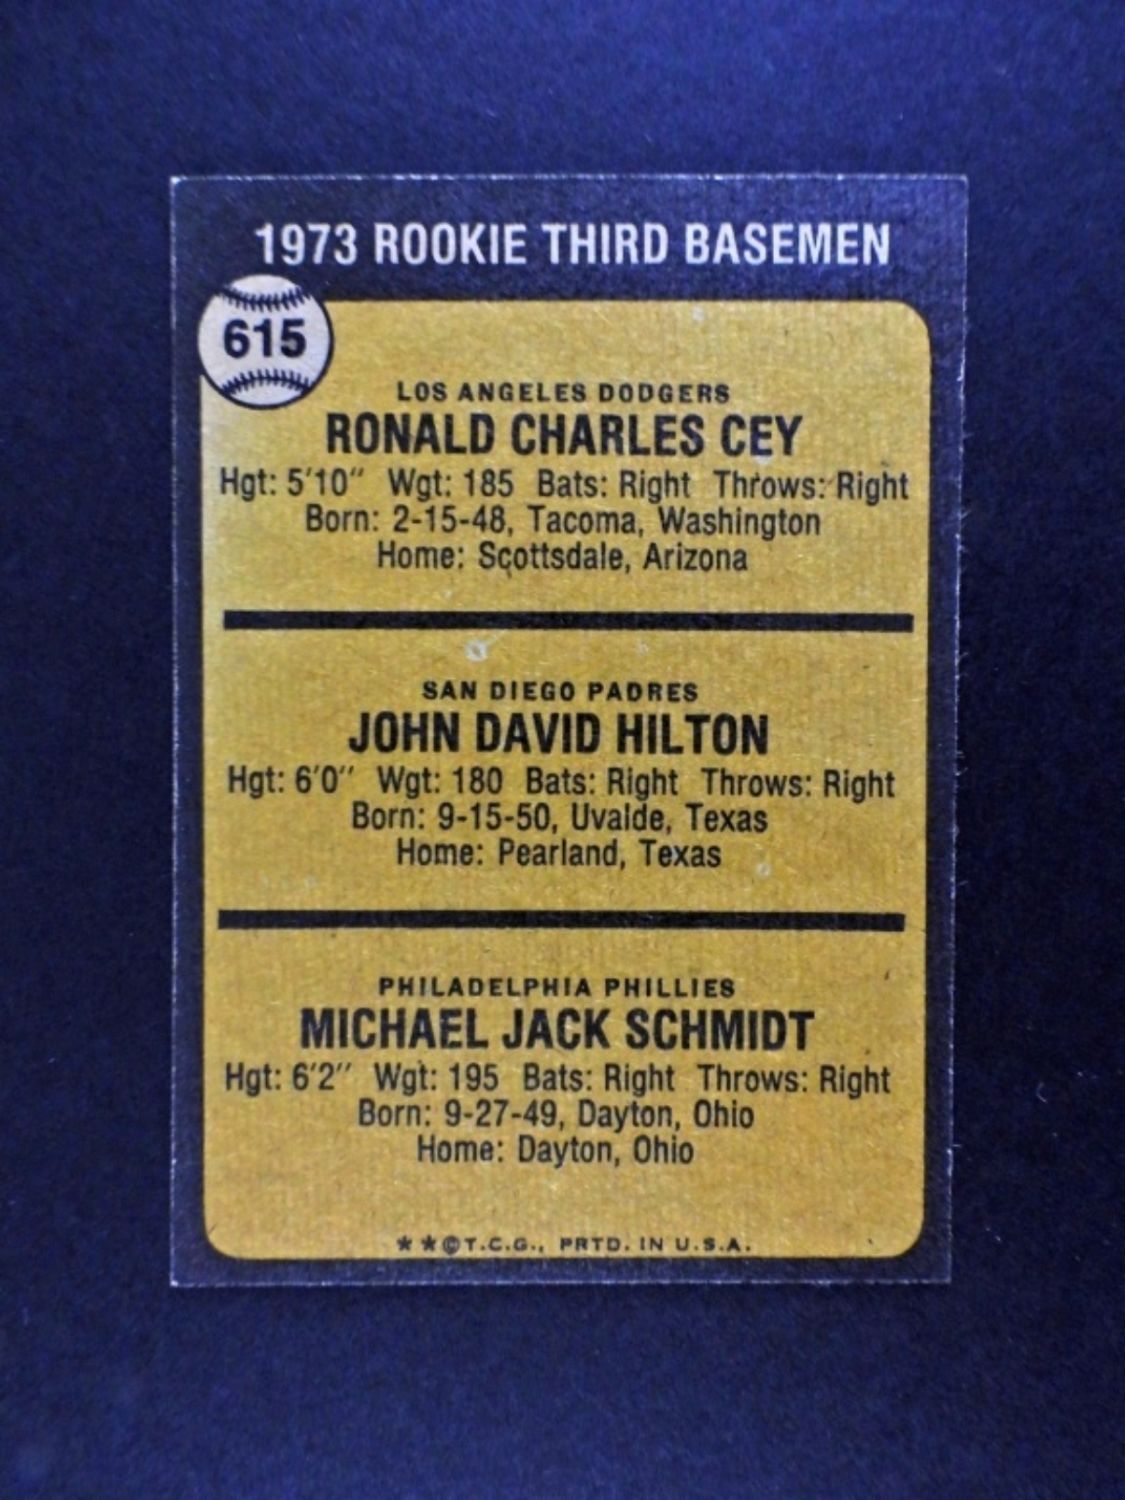 1973 ROOKIE THIRD BASEMEN
615
LOS ANGELES DODGERS
RONALD CHARLES CEY
Hgt: 5'10" Wgt: 185 Bats: Right Throws: Right
Born: 2-15-48, Tacoma, Washington
Home: Scottsdale, Arizona
SAN DIEGO PADRES
JOHN DAVID HILTON
Hgt: 6'0" Wgt: 180 Bats: Right Throws: Right
Born: 9-15-50, Uvalde, Texas
Home: Pearland, Texas
PHILADELPHIA PHILLIES
MICHAEL JACK SCHMIDT
Hgt: 6'2" Wgt: 195 Bats: Right Throws: Right
Born: 9-27-49, Dayton, Ohio
Home: Dayton, Ohio
★★©T.C.G., PRTD. IN U.S.A.